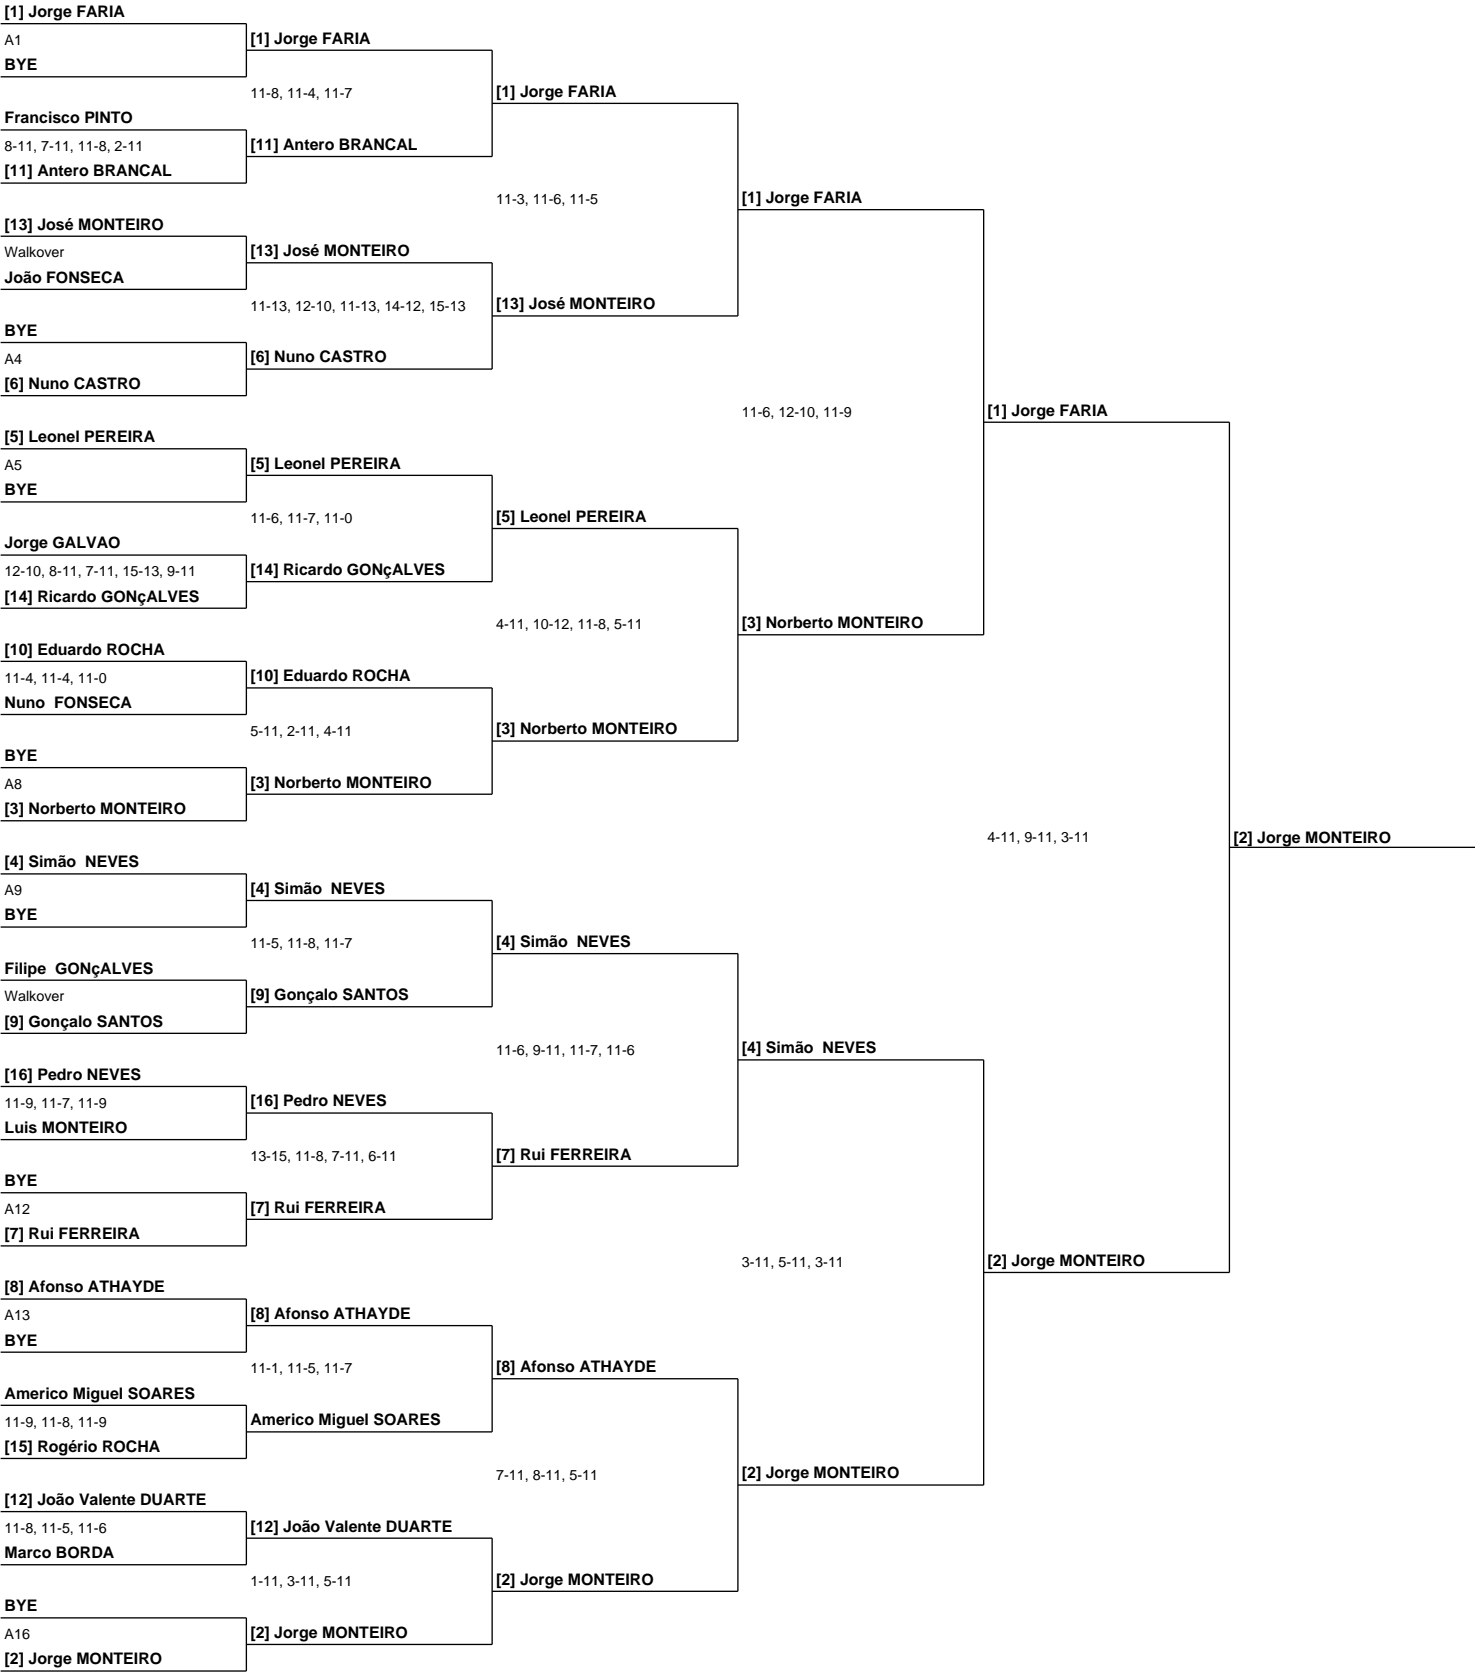 [1] Jorge FARIA
A1
BYE
[1] Jorge FARIA
11-8, 11-4, 11-7
[1] Jorge FARIA
Francisco PINTO
8-11, 7-11, 11-8, 2-11
[11] Antero BRANCAL
[11] Antero BRANCAL
11-3, 11-6, 11-5
[1] Jorge FARIA
[13] José MONTEIRO
Walkover
João FONSECA
[13] José MONTEIRO
11-13, 12-10, 11-13, 14-12, 15-13
[13] José MONTEIRO
BYE
A4
[6] Nuno CASTRO
[6] Nuno CASTRO
11-6, 12-10, 11-9
[1] Jorge FARIA
[5] Leonel PEREIRA
A5
BYE
[5] Leonel PEREIRA
11-6, 11-7, 11-0
[5] Leonel PEREIRA
Jorge GALVAO
12-10, 8-11, 7-11, 15-13, 9-11
[14] Ricardo GONçALVES
[14] Ricardo GONçALVES
4-11, 10-12, 11-8, 5-11
[3] Norberto MONTEIRO
[10] Eduardo ROCHA
11-4, 11-4, 11-0
Nuno  FONSECA
[10] Eduardo ROCHA
5-11, 2-11, 4-11
[3] Norberto MONTEIRO
BYE
A8
[3] Norberto MONTEIRO
[3] Norberto MONTEIRO
4-11, 9-11, 3-11
[2] Jorge MONTEIRO
[4] Simão  NEVES
A9
BYE
[4] Simão  NEVES
11-5, 11-8, 11-7
[4] Simão  NEVES
Filipe  GONçALVES
Walkover
[9] Gonçalo SANTOS
[9] Gonçalo SANTOS
11-6, 9-11, 11-7, 11-6
[4] Simão  NEVES
[16] Pedro NEVES
11-9, 11-7, 11-9
Luis MONTEIRO
[16] Pedro NEVES
13-15, 11-8, 7-11, 6-11
[7] Rui FERREIRA
BYE
A12
[7] Rui FERREIRA
[7] Rui FERREIRA
3-11, 5-11, 3-11
[2] Jorge MONTEIRO
[8] Afonso ATHAYDE
A13
BYE
[8] Afonso ATHAYDE
11-1, 11-5, 11-7
[8] Afonso ATHAYDE
Americo Miguel SOARES
11-9, 11-8, 11-9
[15] Rogério ROCHA
Americo Miguel SOARES
7-11, 8-11, 5-11
[2] Jorge MONTEIRO
[12] João Valente DUARTE
11-8, 11-5, 11-6
Marco BORDA
[12] João Valente DUARTE
1-11, 3-11, 5-11
[2] Jorge MONTEIRO
BYE
A16
[2] Jorge MONTEIRO
[2] Jorge MONTEIRO